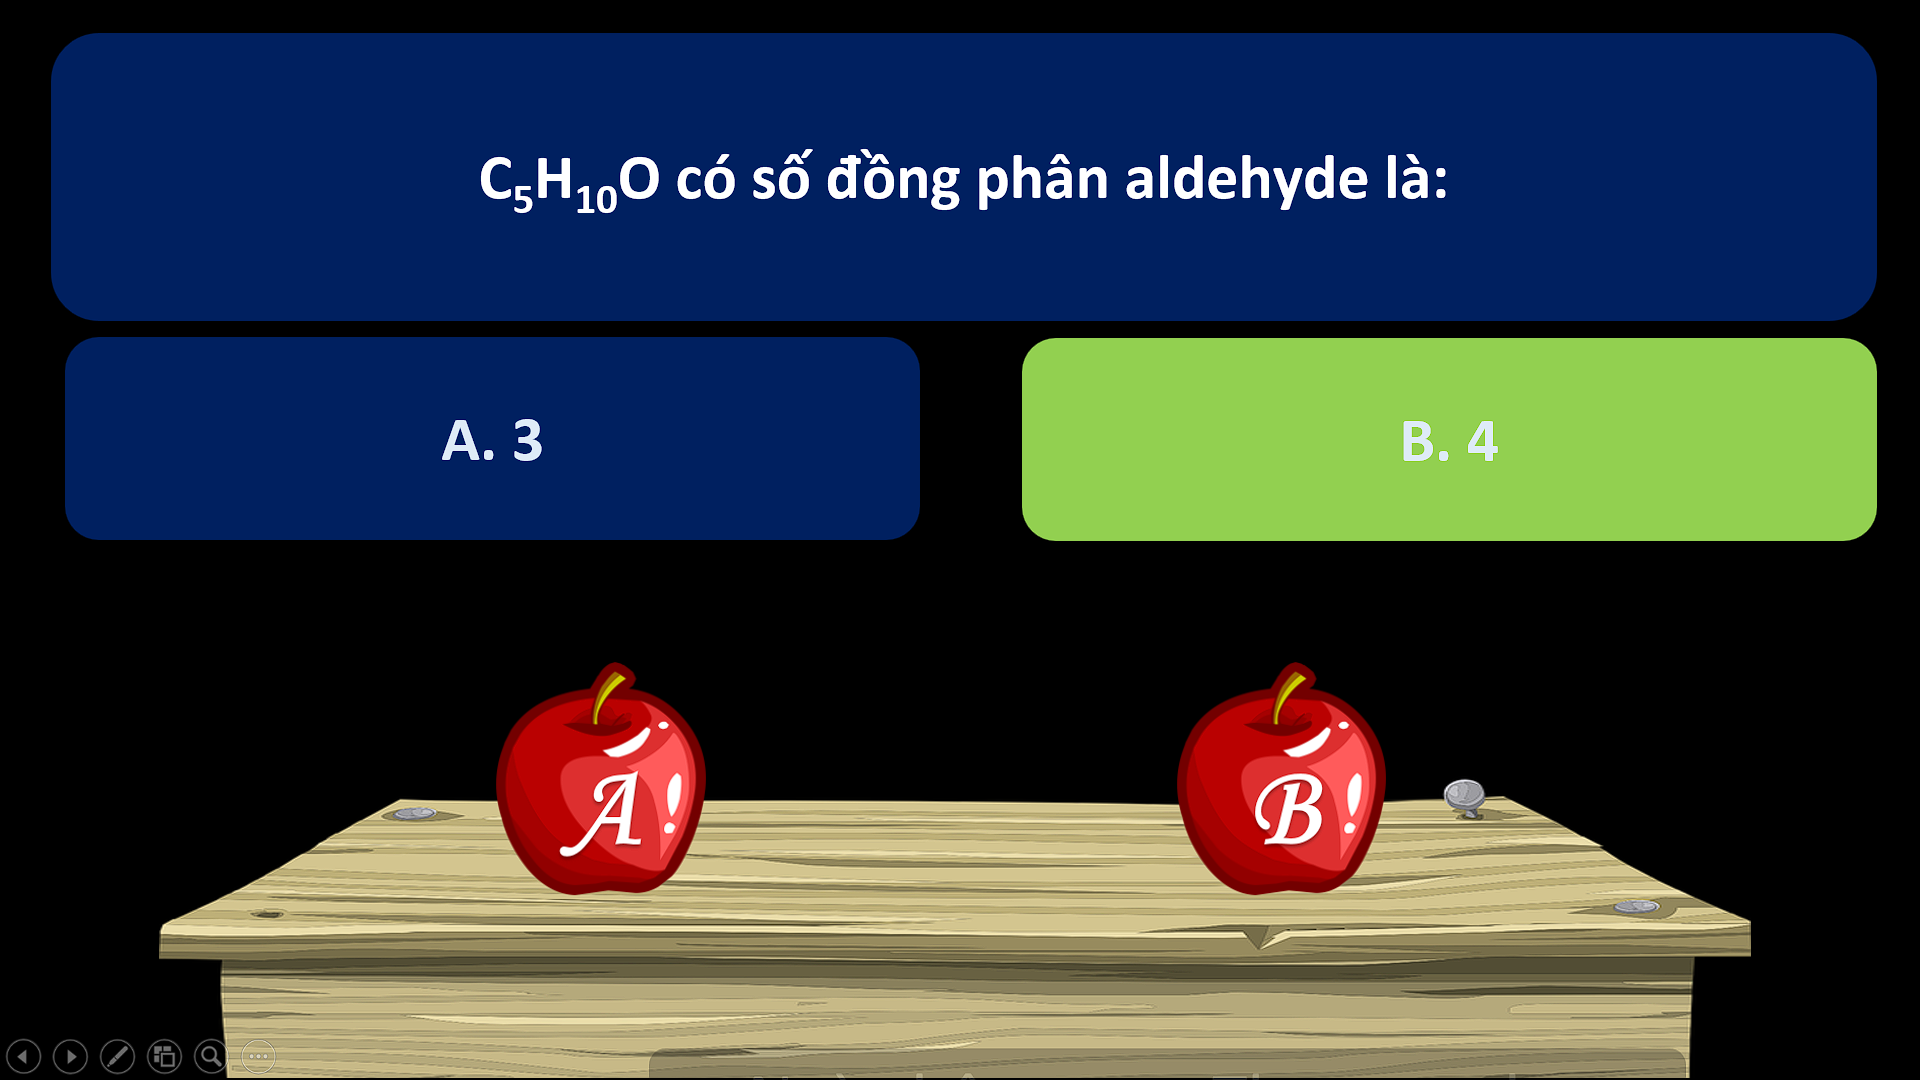 C₅H₁₀O có số đồng phân aldehyde là:
A. 3
B. 4
A
B